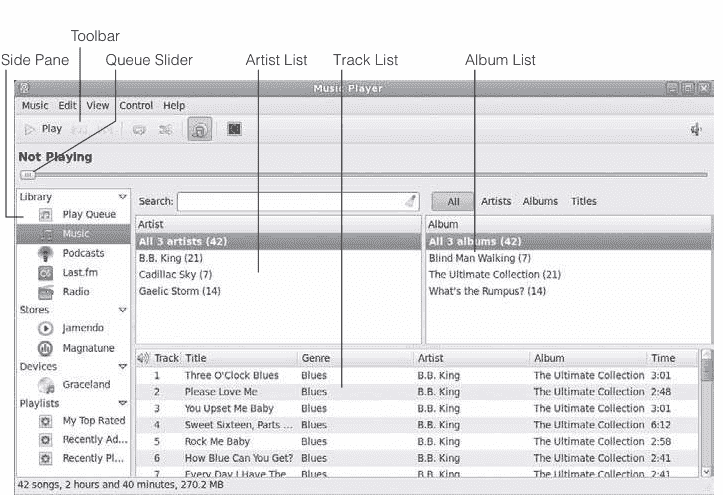 Toolbar
Side Pane Queue Slider Artist List Track List Album List
Music Player
Music Edit View Control Help
Play
Not Playing
Library
Play Queue
Music
Podcasts
Last.fm
Radio
Stores
Jamendo
Magnatune
Devices
Graceland
Playlists
My Top Rated
Recently Ad...
Recently Pl...
Search: All Artists Albums Titles
Artist
All 3 artists (42)
B.B. King (21)
Cadillac Sky (7)
Gaelic Storm (14)
Album
All 3 albums (42)
Blind Man Walking (7)
The Ultimate Collection (21)
What's the Rumpus? (14)
Track Title Genre Artist Album Time
1 Three O'Clock Blues Blues B.B. King The Ultimate Collection 3:01
2 Please Love Me Blues B.B. King The Ultimate Collection 2:48
3 You Upset Me Baby Blues B.B. King The Ultimate Collection 3:01
4 Sweet Sixteen, Parts ... Blues B.B. King The Ultimate Collection 6:12
5 Rock Me Baby Blues B.B. King The Ultimate Collection 2:58
6 How Blue Can You Get? Blues B.B. King The Ultimate Collection 2:41
7 Every Day I Have The Blues B.B. King The Ultimate Collection 2:41
42 songs, 2 hours and 40 minutes, 270.2 MB